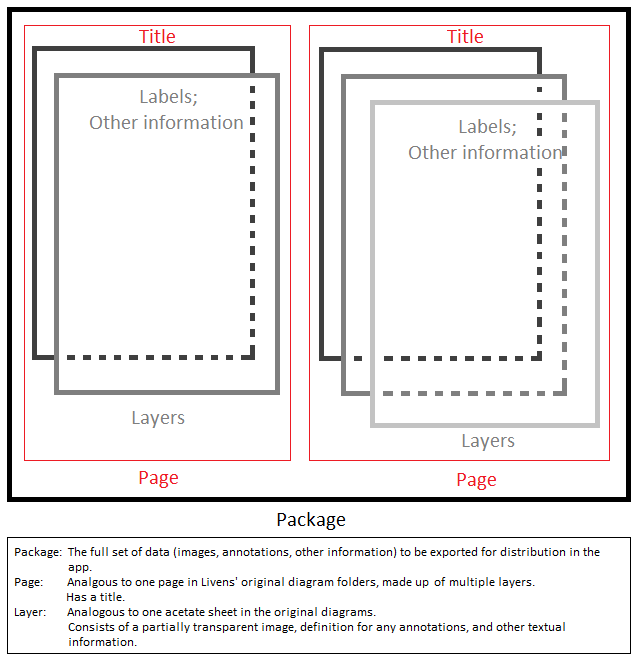 Title
Labels;
Other information
Layers
Page
Title
Labels;
Other information
Layers
Page
Package
Package: The full set of data (images, annotations, other information) to be exported for distribution in the
app.
Page: Analgous to one page in Livens' original diagram folders, made up of multiple layers.
Has a title.
Layer: Analogous to one acetate sheet in the original diagrams.
Consists of a partially transparent image, definition for any annotations, and other textual
information.